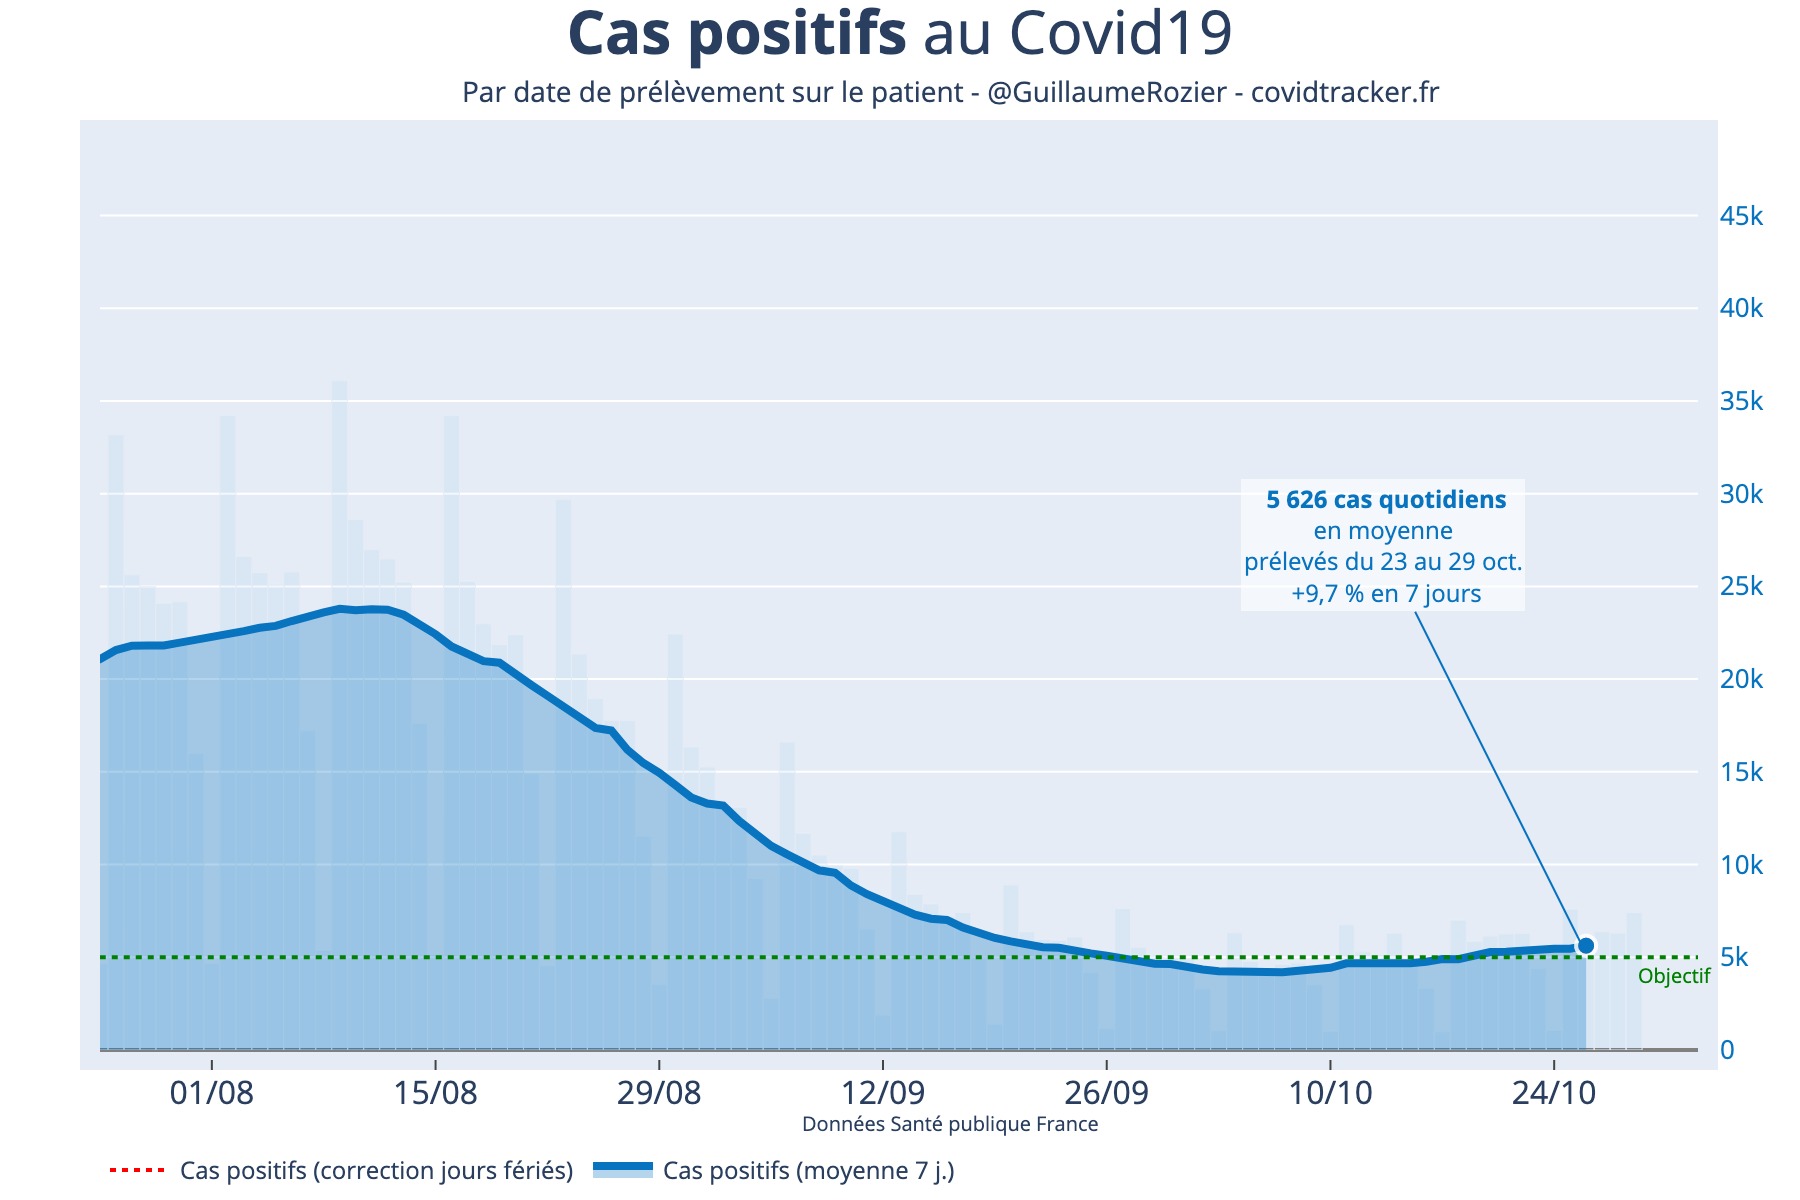 Cas positifs au Covid19
Par date de prélèvement sur le patient - @GuillaumeRozier - covidtracker.fr
45k
40k
35k
30k
25k
20k
15k
10k
5k
0
5 626 cas quotidiens
en moyenne
prélevés du 23 au 29 oct.
+9,7 % en 7 jours
Objectif
01/08
15/08
29/08
12/09
26/09
10/10
24/10
Données Santé publique France
Cas positifs (correction jours fériés)
Cas positifs (moyenne 7 j.)